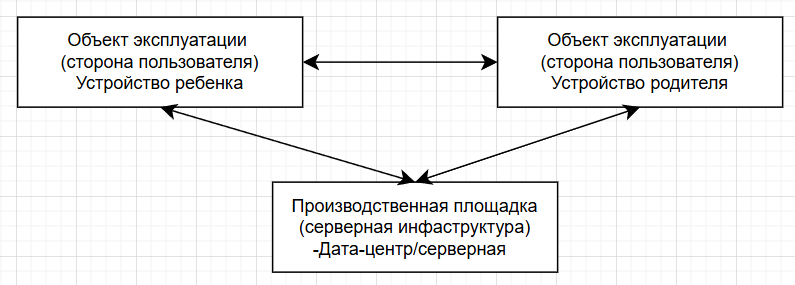 Объект эксплуатации
(сторона пользователя)
Устройство ребенка
Объект эксплуатации
(сторона пользователя)
Устройство родителя
Производственная площадка
(серверная инфаструктура)
-Дата-центр/серверная